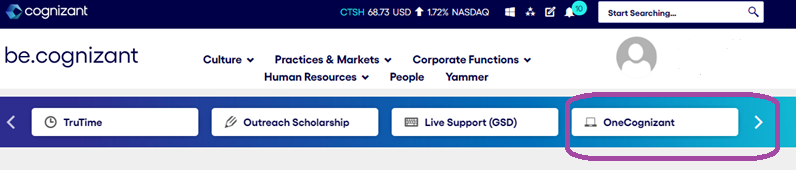 cognizant CTSH 68.73 USD 1.72% NASDAQ 10 Start Searching...
be.cognizant
Culture Practices & Markets Corporate Functions
Human Resources People Yammer
TruTime Outreach Scholarship Live Support (GSD) OneCognizant